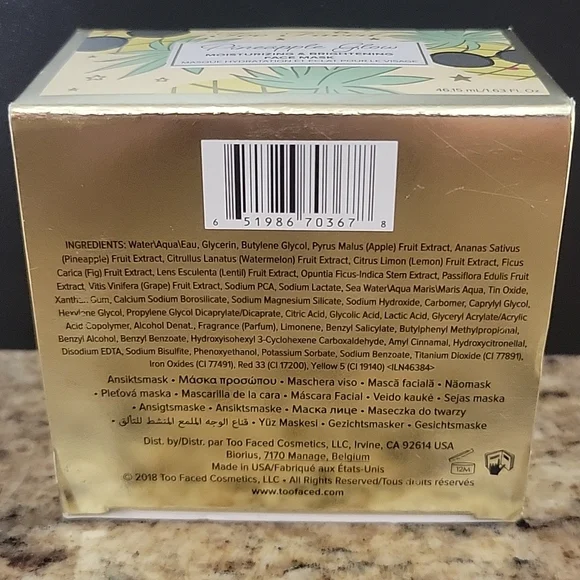 Pineapple Glow
MOISTURIZING & BRIGHTENING
FACE MASK
MASQUE HYDRATATION ET ÉCLAT POUR LE VISAGE
46.15 mL/1.63 Fl. Oz.
6 51986 70367 8
INGREDIENTS: Water\Aqua\Eau, Glycerin, Butylene Glycol, Pyrus Malus (Apple) Fruit Extract, Ananas Sativus
(Pineapple) Fruit Extract, Citrullus Lanatus (Watermelon) Fruit Extract, Citrus Limon (Lemon) Fruit Extract, Ficus
Carica (Fig) Fruit Extract, Lens Esculenta (Lentil) Fruit Extract, Opuntia Ficus-Indica Stem Extract, Passiflora Edulis Fruit
Extract, Vitis Vinifera (Grape) Fruit Extract, Sodium PCA, Sodium Lactate, Sea Water\Aqua Maris\Maris Aqua, Tin Oxide,
Xanthan Gum, Calcium Sodium Borosilicate, Sodium Magnesium Silicate, Sodium Hydroxide, Carbomer, Caprylyl Glycol,
Hexylene Glycol, Propylene Glycol Dicaprylate/Dicaprate, Citric Acid, Glycolic Acid, Lactic Acid, Glyceryl Acrylate/Acrylic
Acid Copolymer, Alcohol Denat., Fragrance (Parfum), Limonene, Benzyl Salicylate, Butylphenyl Methylpropional,
Benzyl Alcohol, Benzyl Benzoate, Hydroxyisohexyl 3-Cyclohexene Carboxaldehyde, Amyl Cinnamal, Hydroxycitronellal,
Disodium EDTA, Sodium Bisulfite, Phenoxyethanol, Potassium Sorbate, Sodium Benzoate, Titanium Dioxide (CI 77891),
Iron Oxides (CI 77491), Red 33 (CI 17200), Yellow 5 (CI 19140) <ILN46384>
Ansiktsmask • Μάσκα προσώπου • Maschera viso • Mască facială • Näomask
• Pleťová maska • Mascarilla de la cara • Máscara Facial • Veido kaukė • Sejas maska
• Ansigtsmaske • Ansiktsmaske • Маска лице • Maseczka do twarzy
• قناع الوجه الملمع المنشط للتألق • Yüz Maskesi • Gezichtsmasker • Gesichtsmaske
Dist. by/Distr. par Too Faced Cosmetics, LLC, Irvine, CA 92614 USA
Biorius, 7170 Manage, Belgium
Made in USA/Fabriqué aux États-Unis
© 2018 Too Faced Cosmetics, LLC • All Rights Reserved/Tous droits réservés
www.toofaced.com
12M